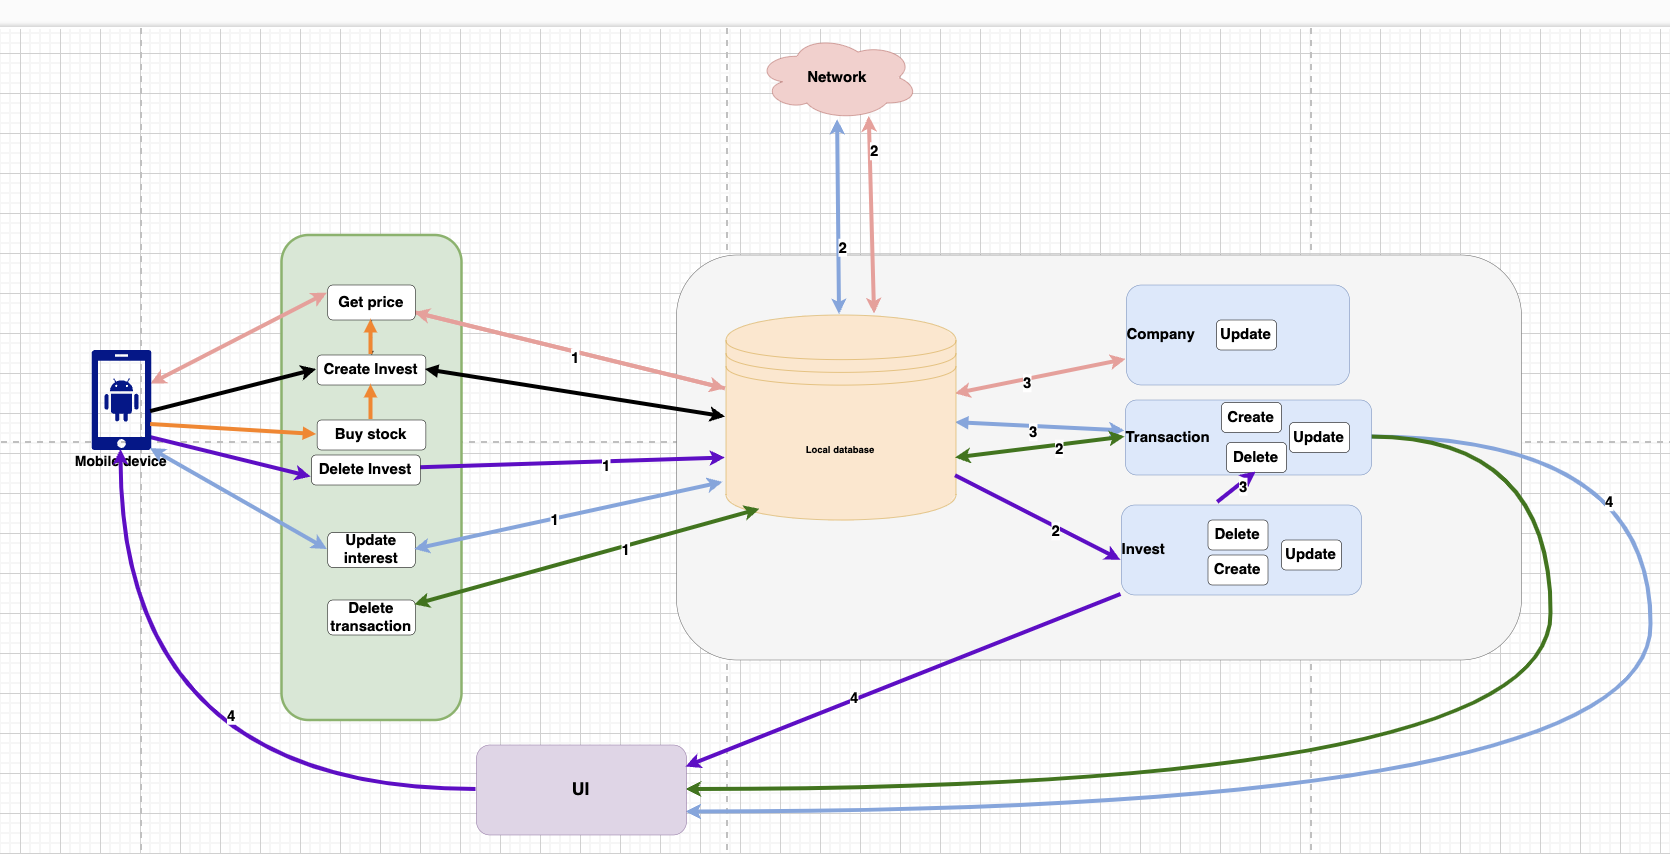 Network
2
2
Get price
1
Create Invest
Buy stock
Delete Invest
1
Mobile device
Update
interest
1
1
Delete
transaction
Local database
3
Company
Update
3
2
Transaction
Create
Update
Delete
3
2
Invest
Delete
Create
Update
4
4
4
UI